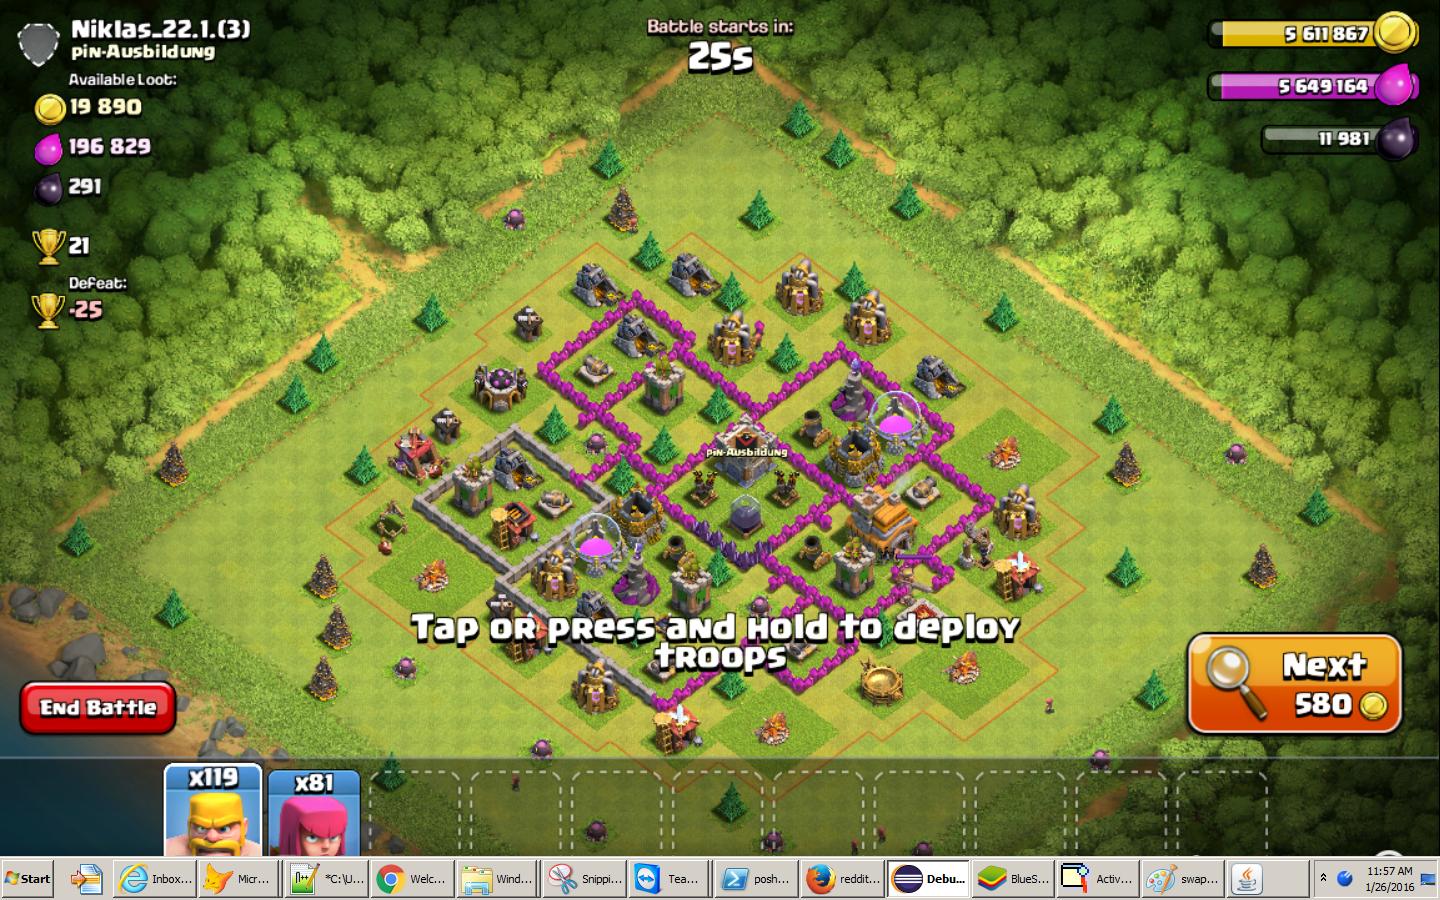 Niklas_22.1.(3)
pin-Ausbildung
Available Loot:
19 890
196 829
291
21
Defeat:
-25
Battle starts in:
25s
5 611 867
5 649 164
11 981
pin-Ausbildung
Tap or press and hold to deploy
troops
End Battle
Next
580
x119
x81
Start
Inbox...
Micr...
*C:\U...
Welc...
Wind...
Snippi...
Tea...
posh...
reddit...
Debu...
BlueS...
Activ...
swap...
11:57 AM
1/26/2016